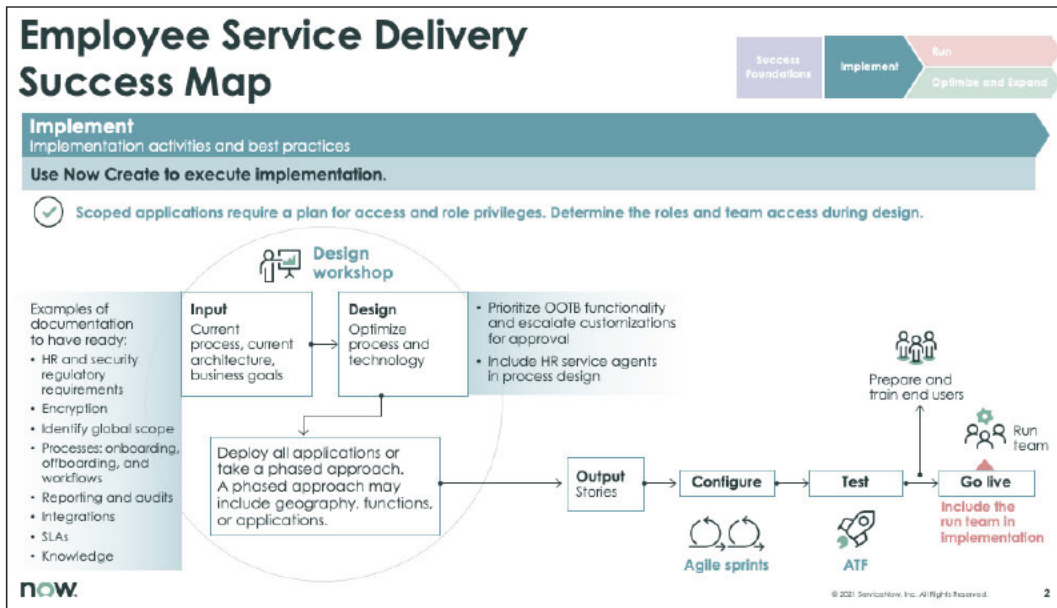 Employee Service Delivery
Success Map
Success
Foundations
Implement
Run
Optimize and Expand
Implement
Implementation activities and best practices
Use Now Create to execute implementation.
Scoped applications require a plan for access and role privileges. Determine the roles and team access during design.
Design
workshop
Examples of
documentation
to have ready:
• HR and security
regulatory
requirements
• Encryption
• Identify global scope
• Processes: onboarding,
offboarding, and
workflows
• Reporting and audits
• Integrations
• SLAs
• Knowledge
Input
Current
process, current
architecture,
business goals
Design
Optimize
process and
technology
• Prioritize OOTB functionality
and escalate customizations
for approval
• Include HR service agents
in process design
Deploy all applications or
take a phased approach.
A phased approach may
include geography, functions,
or applications.
Output
Stories
Configure
Agile sprints
Test
ATF
Prepare and
train end users
Run
team
Go live
Include the
run team in
implementation
now.
© 2021 ServiceNow, Inc. All Rights Reserved.
2